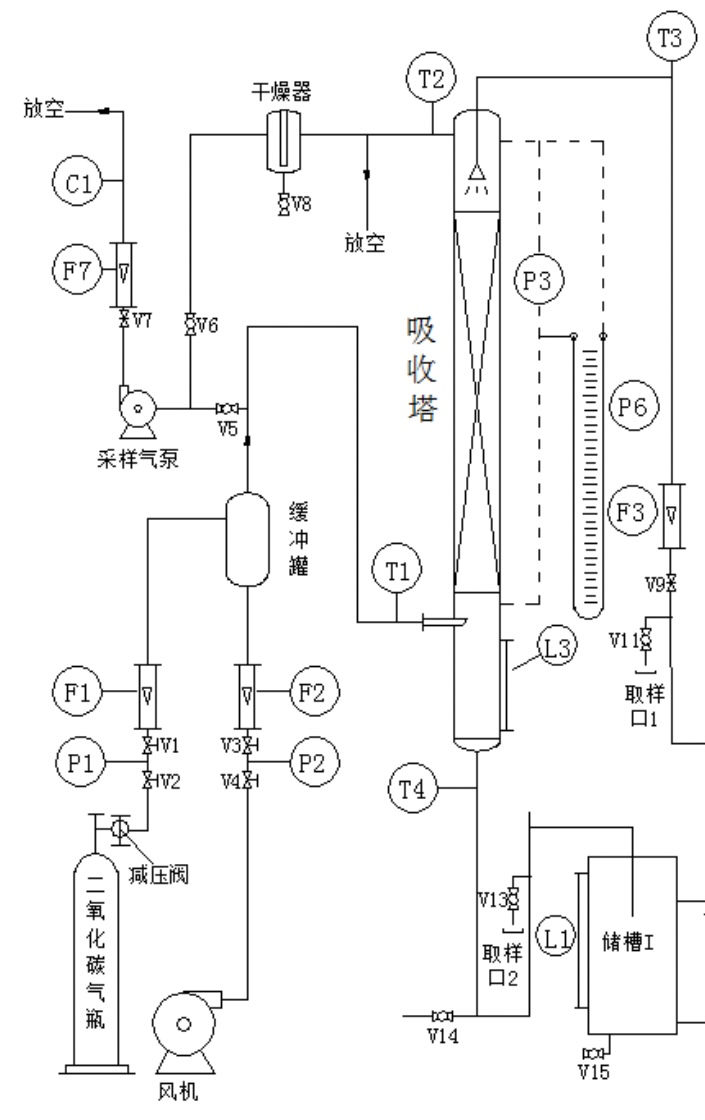 T3
T2
干燥器
放空
C1
V8
放空
F7
P3
V7
V6
吸收塔
P6
V5
采样气泵
缓冲罐
F3
T1
V9
V11
L3
取样
口1
F1
F2
V1
V3
P1
P2
V2
V4
T4
减压阀
二氧化碳气瓶
V13
L1
储槽I
取样
口2
V14
V15
风机